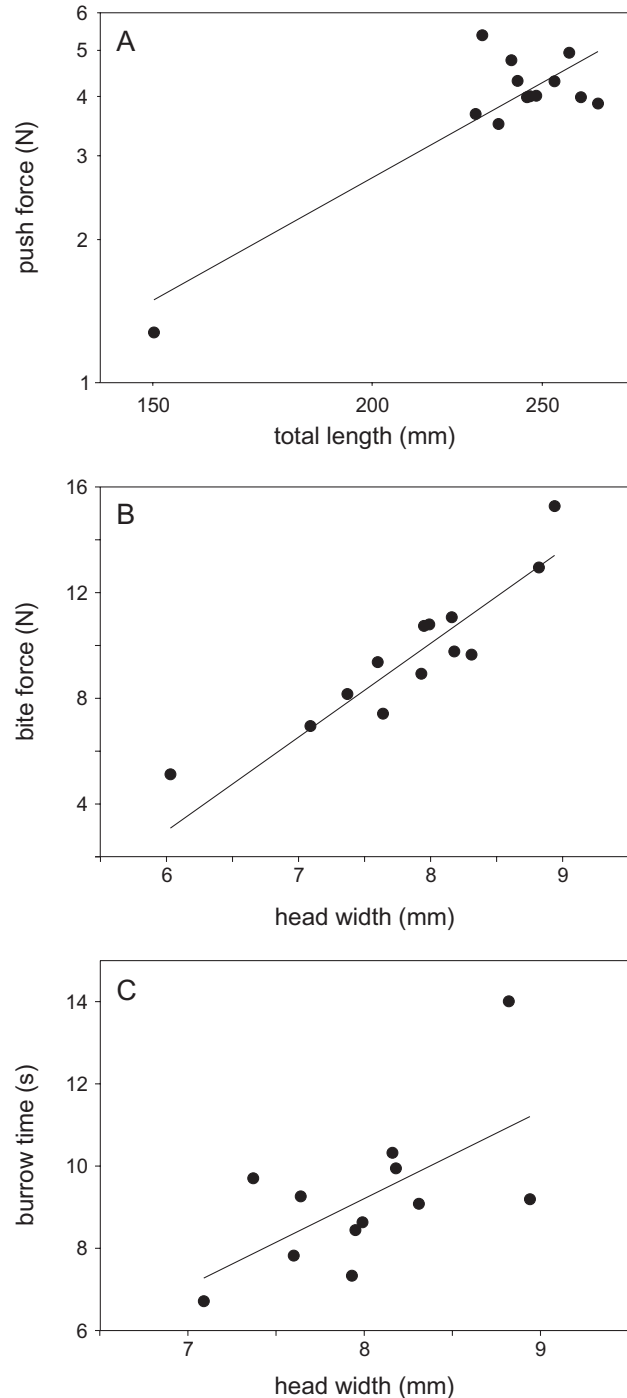 A
push force (N)
6
5
4
3
2
1
150
200
250
total length (mm)
B
bite force (N)
16
12
8
4
6
7
8
9
head width (mm)
C
burrow time (s)
14
12
10
8
6
7
8
9
head width (mm)